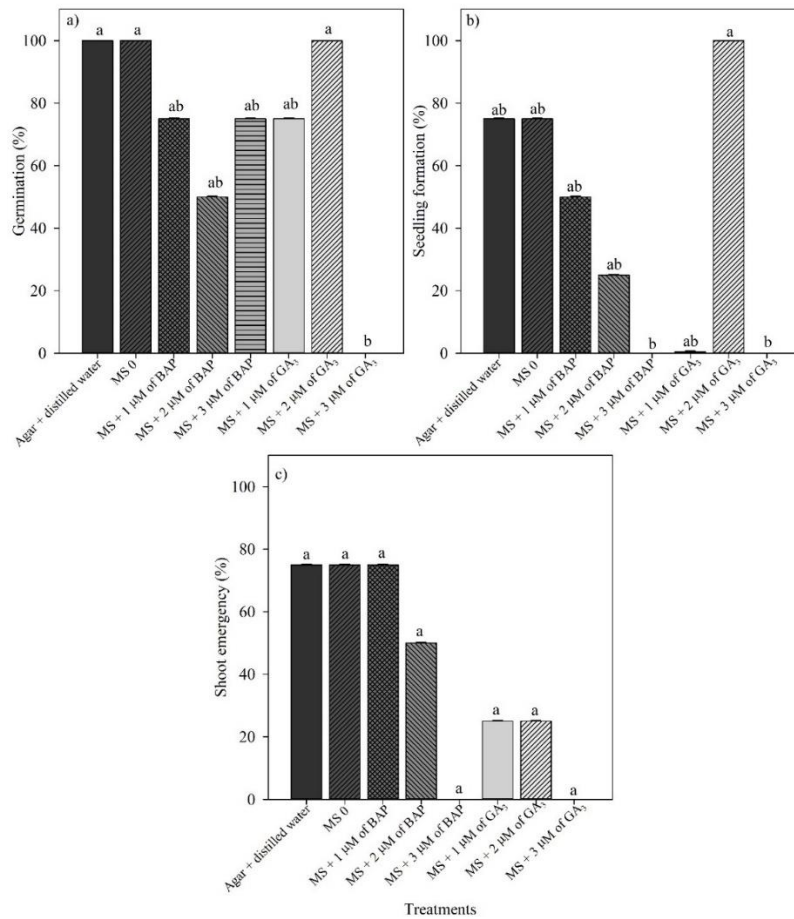 a)
Germination (%)
100
80
60
40
20
0
a
a
ab
ab
ab
ab
a
b
Agar + distilled water
MS 0
MS + 1 µM of BAP
MS + 2 µM of BAP
MS + 3 µM of BAP
MS + 1 µM of GA₃
MS + 2 µM of GA₃
MS + 3 µM of GA₃
b)
Seedling formation (%)
100
80
60
40
20
0
ab
ab
ab
ab
b
ab
a
b
Agar + distilled water
MS 0
MS + 1 µM of BAP
MS + 2 µM of BAP
MS + 3 µM of BAP
MS + 1 µM of GA₃
MS + 2 µM of GA₃
MS + 3 µM of GA₃
c)
Shoot emergency (%)
100
80
60
40
20
0
a
a
a
a
a
a
a
a
Agar + distilled water
MS 0
MS + 1 µM of BAP
MS + 2 µM of BAP
MS + 3 µM of BAP
MS + 1 µM of GA₃
MS + 2 µM of GA₃
MS + 3 µM of GA₃
Treatments